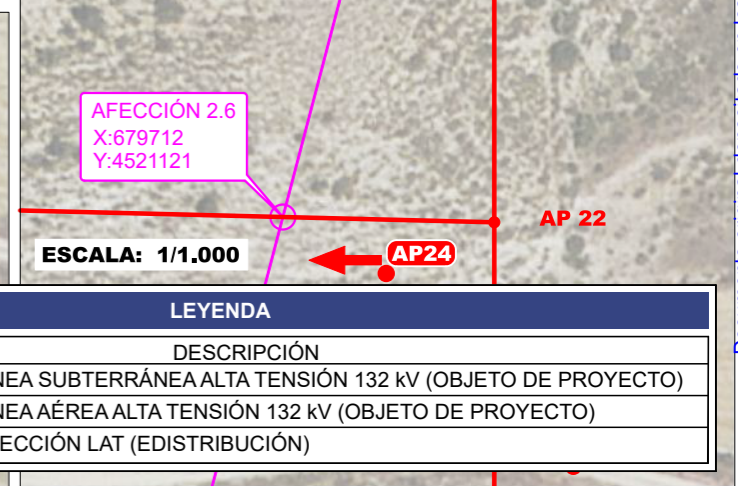 AFECCIÓN 2.6
X:679712
Y:4521121
AP 22
ESCALA: 1/1.000
AP24
LEYENDA
DESCRIPCIÓN
NEA SUBTERRÁNEA ALTA TENSIÓN 132 kV (OBJETO DE PROYECTO)
NEA AÉREA ALTA TENSIÓN 132 kV (OBJETO DE PROYECTO)
ECCIÓN LAT (EDISTRIBUCIÓN)